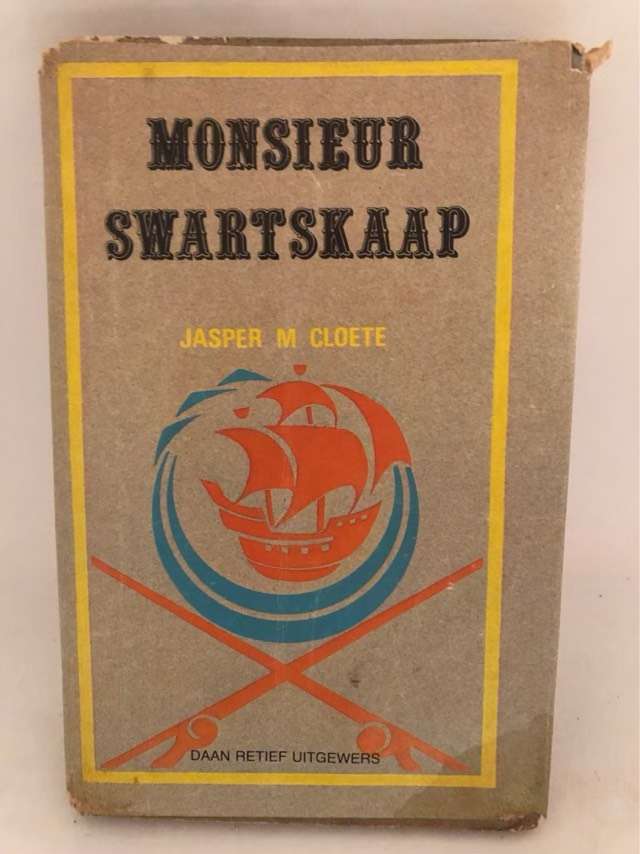 MONSIEUR
SWARTSKAAP
JASPER M CLOETE
DAAN RETIEF UITGEWERS